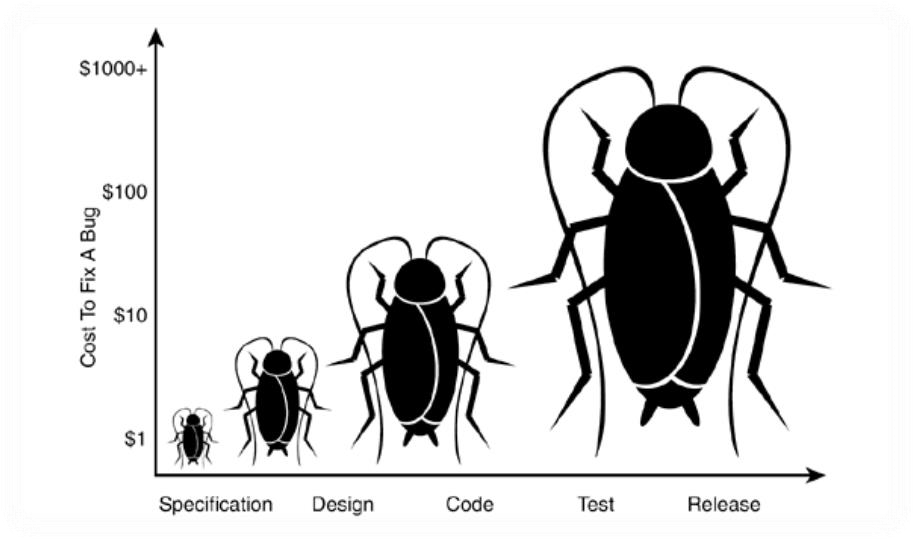 $1000+
$100
$10
$1
Cost To Fix A Bug
Specification Design Code Test Release